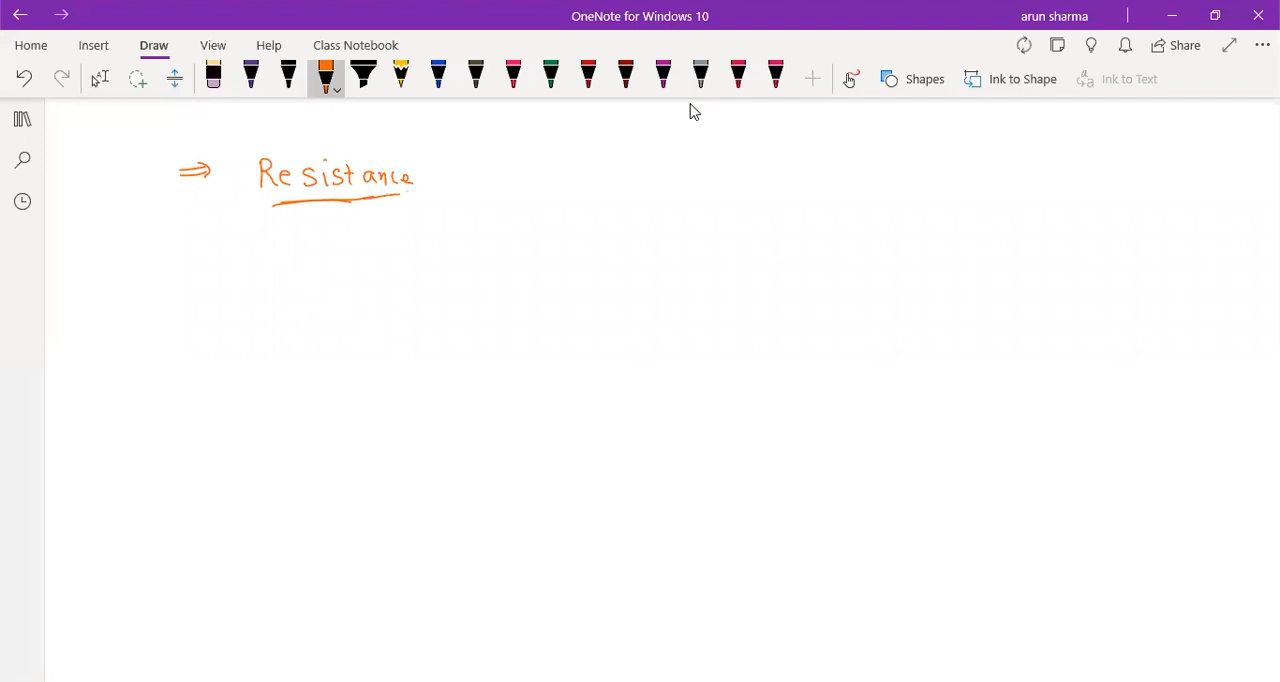 OneNote for Windows 10
arun sharma
Home Insert Draw View Help Class Notebook
Share
Shapes Ink to Shape Ink to Text
⇒ Resistance